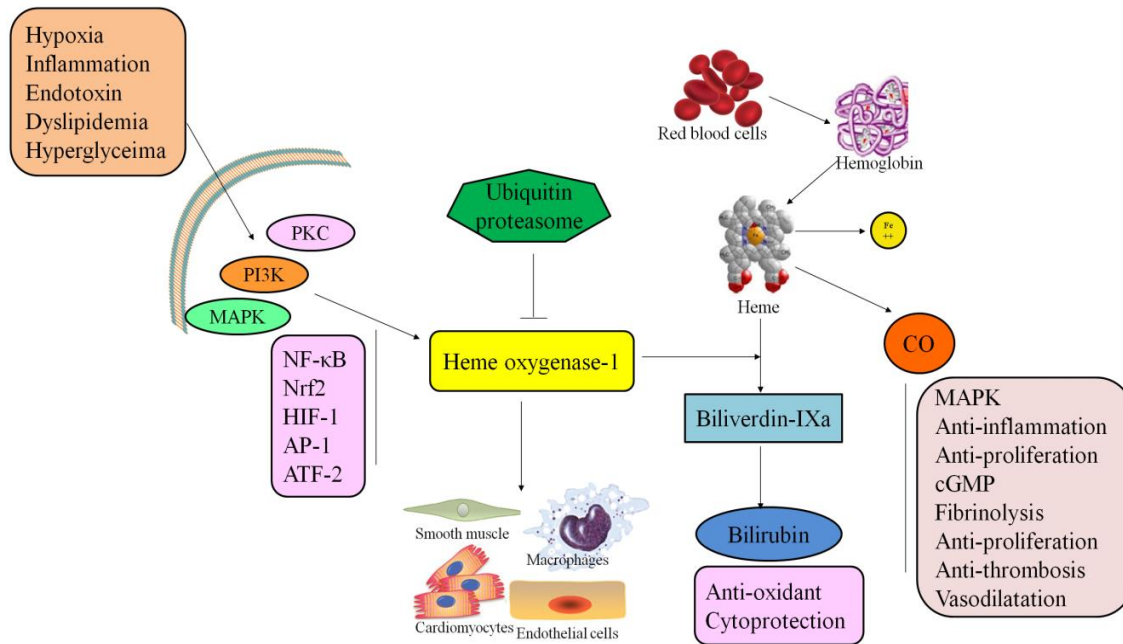 Hypoxia
Inflammation
Endotoxin
Dyslipidemia
Hyperglyceima
Red blood cells
Hemoglobin
Ubiquitin
proteasome
PKC
PI3K
MAPK
Fe
++
Heme
NF-κB
Nrf2
HIF-1
AP-1
ATF-2
Heme oxygenase-1
CO
Biliverdin-IXa
MAPK
Anti-inflammation
Anti-proliferation
cGMP
Fibrinolysis
Anti-proliferation
Anti-thrombosis
Vasodilatation
Smooth muscle
Macrophages
Cardiomyocytes
Endothelial cells
Bilirubin
Anti-oxidant
Cytoprotection